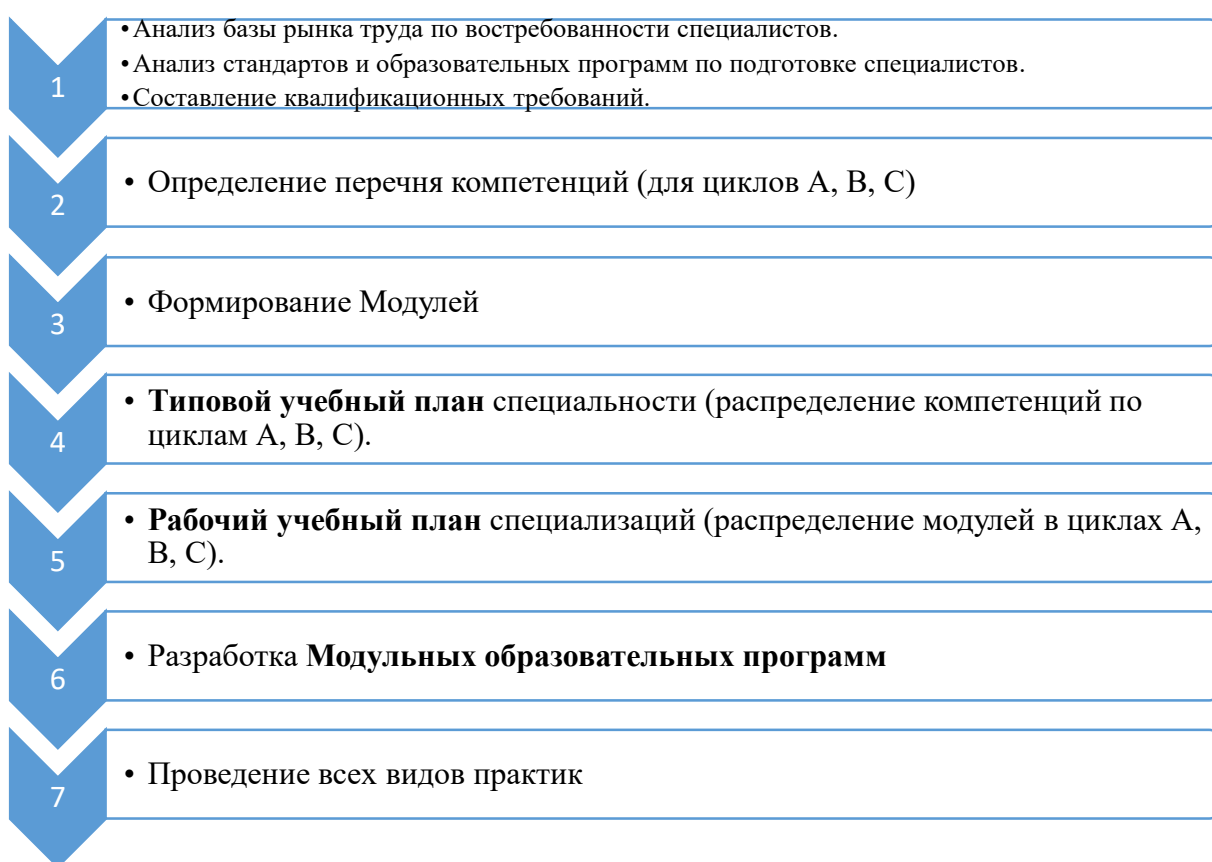 1
•Анализ базы рынка труда по востребованности специалистов.
•Анализ стандартов и образовательных программ по подготовке специалистов.
•Составление квалификационных требований.
2
• Определение перечня компетенций (для циклов А, В, С)
3
• Формирование Модулей
4
• Типовой учебный план специальности (распределение компетенций по
циклам А, В, С).
5
• Рабочий учебный план специализаций (распределение модулей в циклах А,
В, С).
6
• Разработка Модульных образовательных программ
7
• Проведение всех видов практик